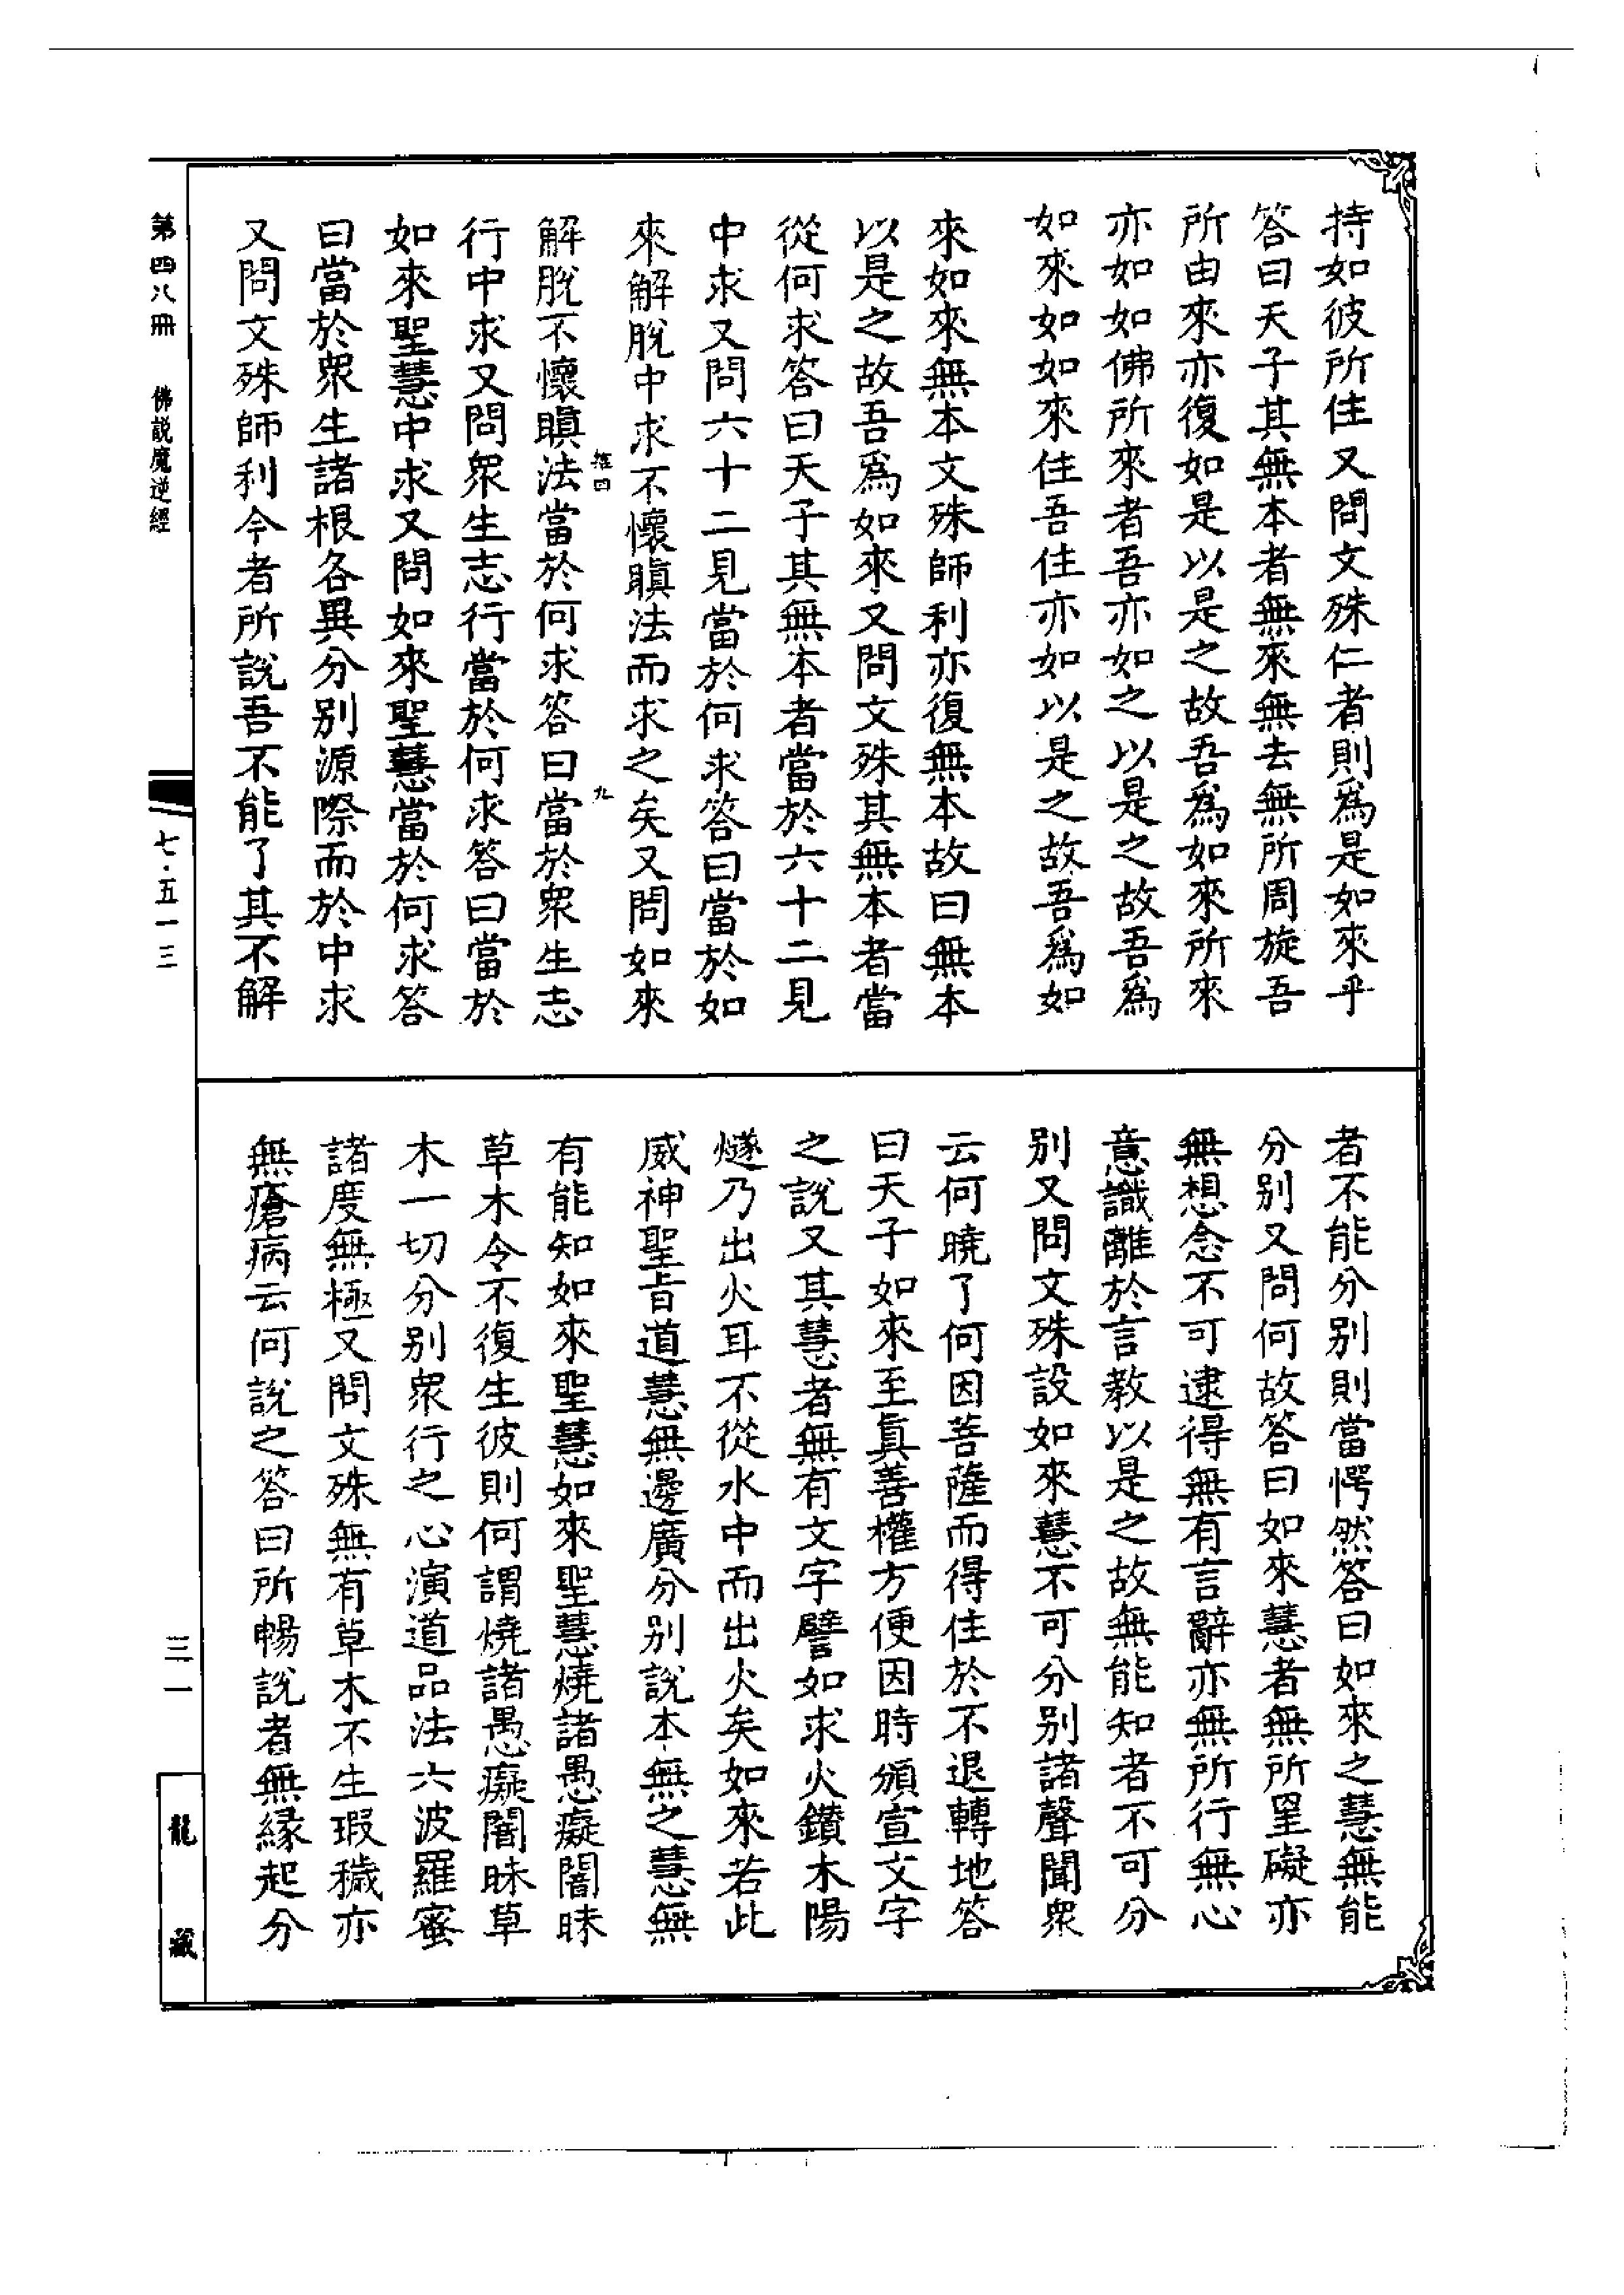 持如彼所住又問文殊仁者則為是如來乎
答曰天子其無本者無來無去無所周旋吾
所由來亦復如是以是之故吾為如來所來
亦如如佛所來者吾亦如之以是之故吾為
如來如如來住吾住亦如以是之故吾為如
來如來無本文殊師利亦復無本故曰無本
以是之故吾為如來又問文殊其無本者當
從何求答曰天子其無本者當於六十二見
中求又問六十二見當於何求答曰當於如
來解脫中求不懷瞋法而求之矣又問如來
解脫不懷瞋法當於何求答曰當於眾生志
行中求又問眾生志行當於何求答曰當於
如來聖慧中求又問如來聖慧當於何求答
曰當於眾生諸根各異分別源際而於中求
又問文殊師利今者所說吾不能了其不解
九
者不能分別則當愕然答曰如來之慧無能
分別又問何故答曰如來慧者無所罣礙亦
無想念不可逮得無有言辭亦無所行無心
意識離於言教以是之故無能知者不可分
別又問文殊設如來慧不可分別諸聲聞眾
云何曉了何因菩薩而得住於不退轉地答
曰天子如來至真善權方便因時頒宣文字
之說又其慧者無有文字譬如求火鑽木陽
燧乃出火耳不從水中而出火矣如來若此
威神聖旨道慧無邊廣分別說本無之慧無
有能知如來聖慧如來聖慧燒諸愚癡闇昧
草木令不復生彼則何謂燒諸愚癡闇昧草
木一切分別眾行之心演道品法六波羅蜜
諸度無極又問文殊無有草木不生瑕穢亦
無瘡病云何說之答曰所暢說者無緣起分
第四八冊 佛說魔逆經
七·五一三
三一
龍藏